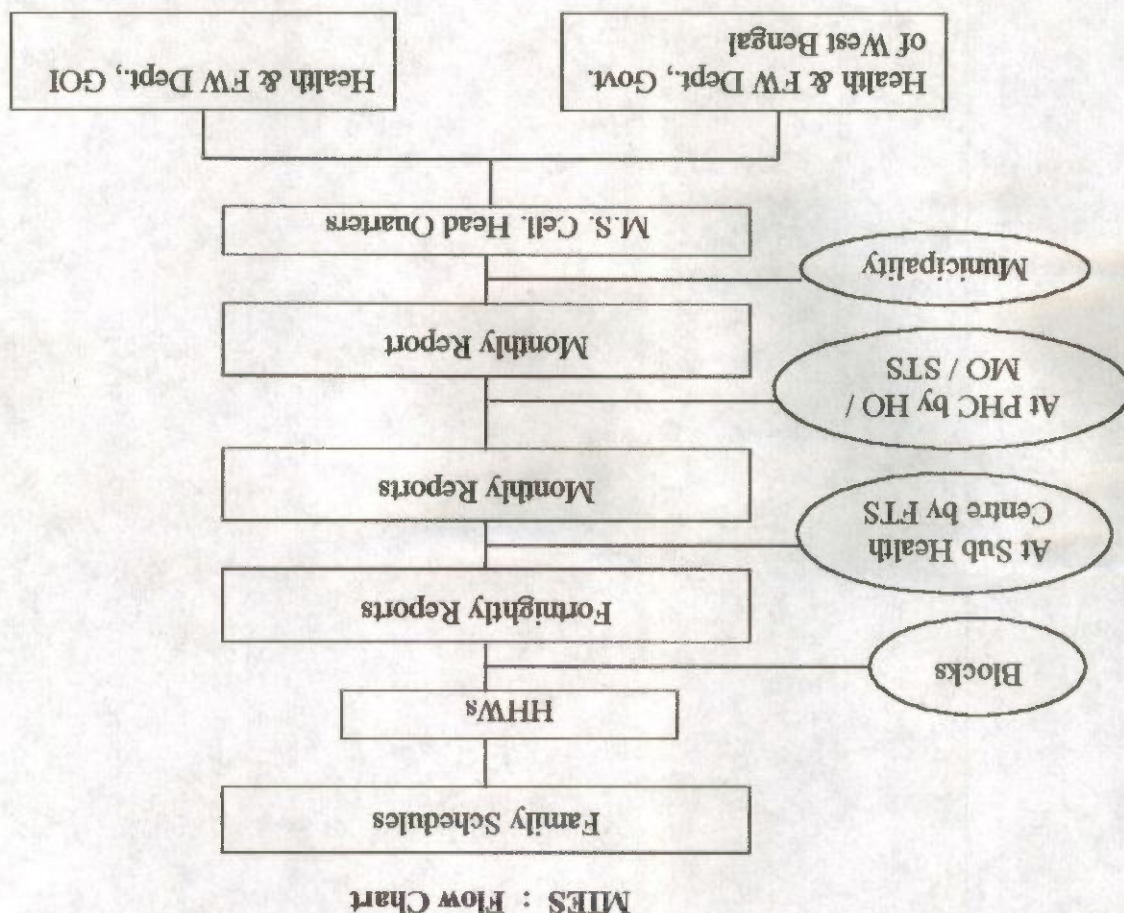 MIES : Flow Chart
Family Schedules
HHWs
Blocks
Fortnightly Reports
At Sub Health
Centre by FTS
Monthly Reports
At PHC by HO /
MO / STS
Monthly Report
Municipality
M.S. Cell. Head Quarters
Health & FW Dept., Govt.
of West Bengal
Health & FW Dept., GOI